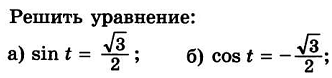 Решить уравнение:
а) sin t = √3/2; б) cos t = −√3/2;